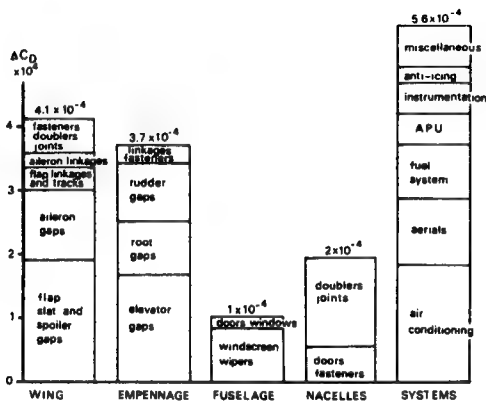 ΔC_D
×10⁴
4
3
2
1
0
4.1 × 10⁻⁴
fasteners
doublers
joints
aileron linkages
flap linkages
and tracks
aileron
gaps
flap
slat and
spoiler
gaps
WING
3.7 × 10⁻⁴
linkages
fasteners
rudder
gaps
root
gaps
elevator
gaps
EMPENNAGE
1 × 10⁻⁴
doors windows
windscreen
wipers
FUSELAGE
2 × 10⁻⁴
doublers
joints
doors
fasteners
NACELLES
5.6 × 10⁻⁴
miscellaneous
anti-icing
instrumentation
APU
fuel
system
aerials
air
conditioning
SYSTEMS